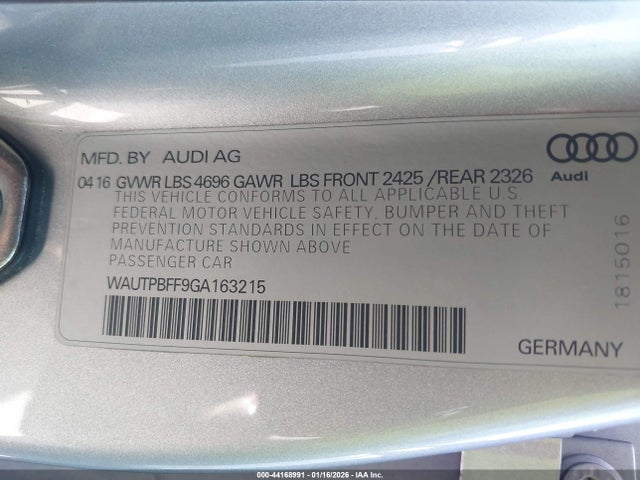 MFD. BY AUDI AG
Audi
04 16 GVWR LBS 4696 GAWR LBS FRONT 2425 /REAR 2326
THIS VEHICLE CONFORMS TO ALL APPLICABLE U.S.
FEDERAL MOTOR VEHICLE SAFETY, BUMPER AND THEFT
PREVENTION STANDARDS IN EFFECT ON THE DATE OF
MANUFACTURE SHOWN ABOVE
PASSENGER CAR
WAUTPBFF9GA163215
1815016
GERMANY
000-44168991 | 01/16/2026 - IAA Inc.